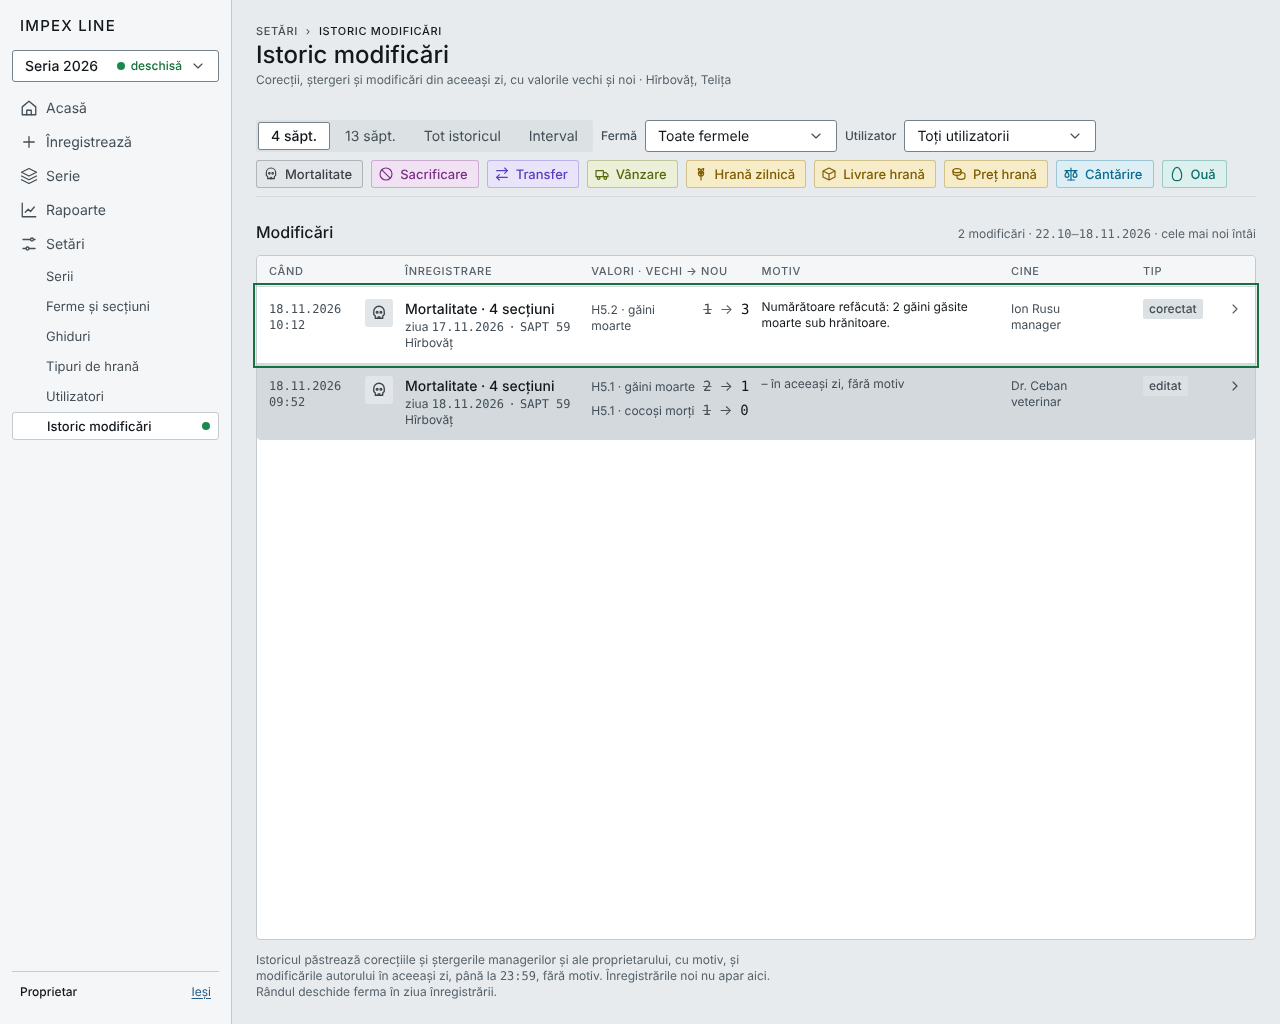 IMPEX LINE
Seria 2026 deschisă
Acasă
Înregistrează
Serie
Rapoarte
Setări
Serii
Ferme și secțiuni
Ghiduri
Tipuri de hrană
Utilizatori
Istoric modificări
Proprietar Ieși
SETĂRI › ISTORIC MODIFICĂRI
Istoric modificări
Corecții, ștergeri și modificări din aceeași zi, cu valorile vechi și noi · Hîrbovăț, Telița
4 săpt. 13 săpt. Tot istoricul Interval Fermă Toate fermele Utilizator Toți utilizatorii
Mortalitate Sacrificare Transfer Vânzare Hrană zilnică Livrare hrană Preț hrană Cântărire Ouă
Modificări 2 modificări · 22.10–18.11.2026 · cele mai noi întâi
CÂND ÎNREGISTRARE VALORI · VECHI → NOU MOTIV CINE TIP
18.11.2026 Mortalitate · 4 secțiuni H5.2 · găini 1 → 3 Numărătoare refăcută: 2 găini găsite Ion Rusu corectat
10:12 ziua 17.11.2026 · SAPT 59 moarte moarte sub hrănitoare. manager
Hîrbovăț
18.11.2026 Mortalitate · 4 secțiuni H5.1 · găini moarte 2 → 1 – în aceeași zi, fără motiv Dr. Ceban editat
09:52 ziua 18.11.2026 · SAPT 59 H5.1 · cocoși morți 1 → 0 veterinar
Hîrbovăț
Istoricul păstrează corecțiile și ștergerile managerilor și ale proprietarului, cu motiv, și
modificările autorului în aceeași zi, până la 23:59, fără motiv. Înregistrările noi nu apar aici.
Rândul deschide ferma în ziua înregistrării.